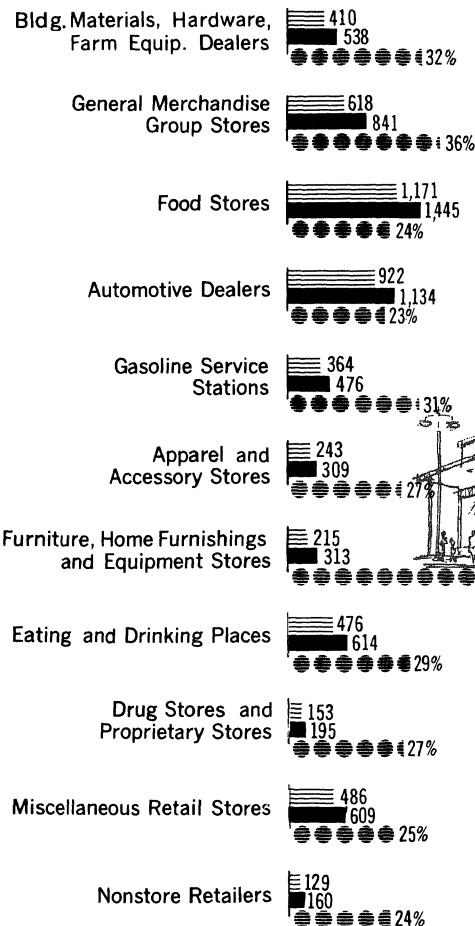 Bldg. Materials, Hardware,
Farm Equip. Dealers
410
538
32%
General Merchandise
Group Stores
618
841
36%
Food Stores
1,171
1,445
24%
Automotive Dealers
922
1,134
23%
Gasoline Service
Stations
364
476
31%
Apparel and
Accessory Stores
243
309
27%
Furniture, Home Furnishings
and Equipment Stores
215
313
Eating and Drinking Places
476
614
29%
Drug Stores and
Proprietary Stores
153
195
27%
Miscellaneous Retail Stores
486
609
25%
Nonstore Retailers
129
160
24%